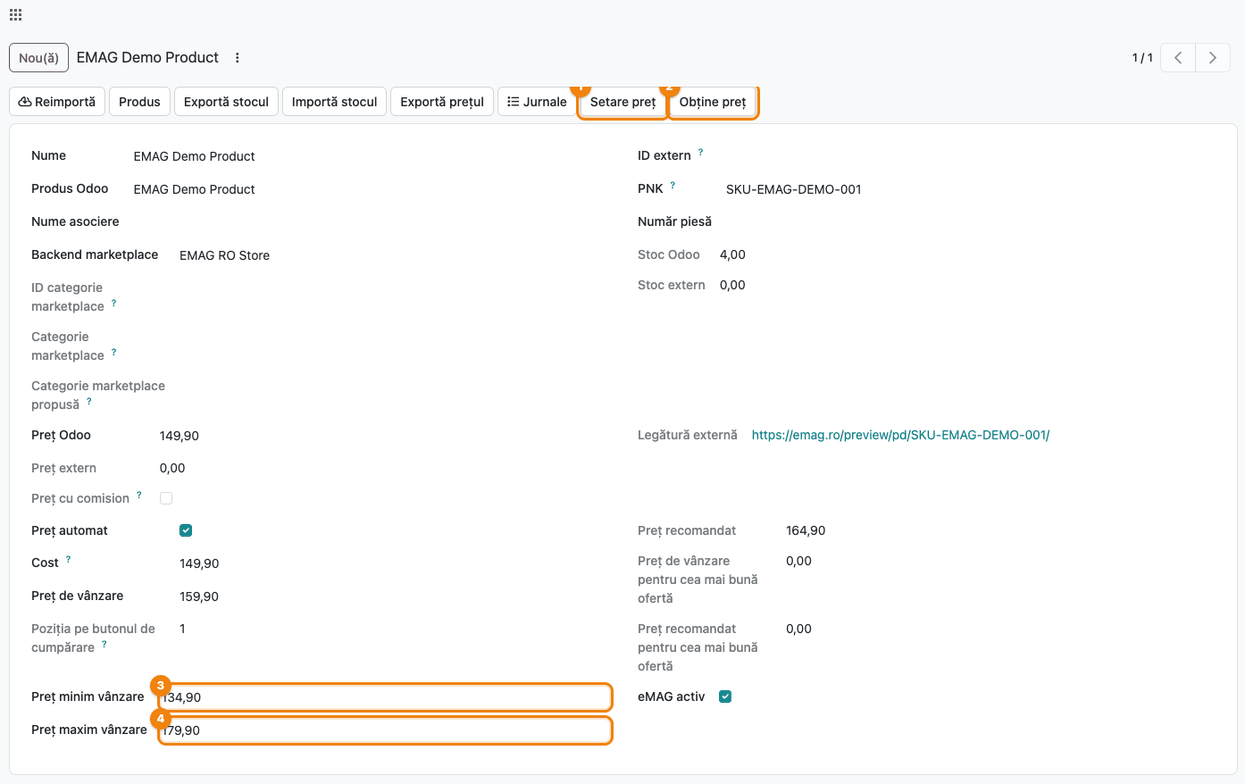 Nou(ă) EMAG Demo Product 1 / 1
Reimportă Produs Exportă stocul Importă stocul Exportă prețul Jurnale 1 Setare preț 2 Obține preț
Nume EMAG Demo Product ID extern ?
Produs Odoo EMAG Demo Product PNK ? SKU-EMAG-DEMO-001
Nume asociere Număr piesă
Backend marketplace EMAG RO Store Stoc Odoo 4,00
ID categorie
marketplace ? Stoc extern 0,00
Categorie
marketplace ?
Categorie marketplace
propusă ?
Preț Odoo 149,90 Legătură externă https://emag.ro/preview/pd/SKU-EMAG-DEMO-001/
Preț extern 0,00
Preț cu comision ?
Preț automat Preț recomandat 164,90
Cost ? 149,90 Preț de vânzare
pentru cea mai bună
ofertă 0,00
Preț de vânzare 159,90
Poziția pe butonul de
cumpărare ? 1 Preț recomandat
pentru cea mai bună
ofertă 0,00
Preț minim vânzare 3 134,90 eMAG activ
Preț maxim vânzare 4 179,90